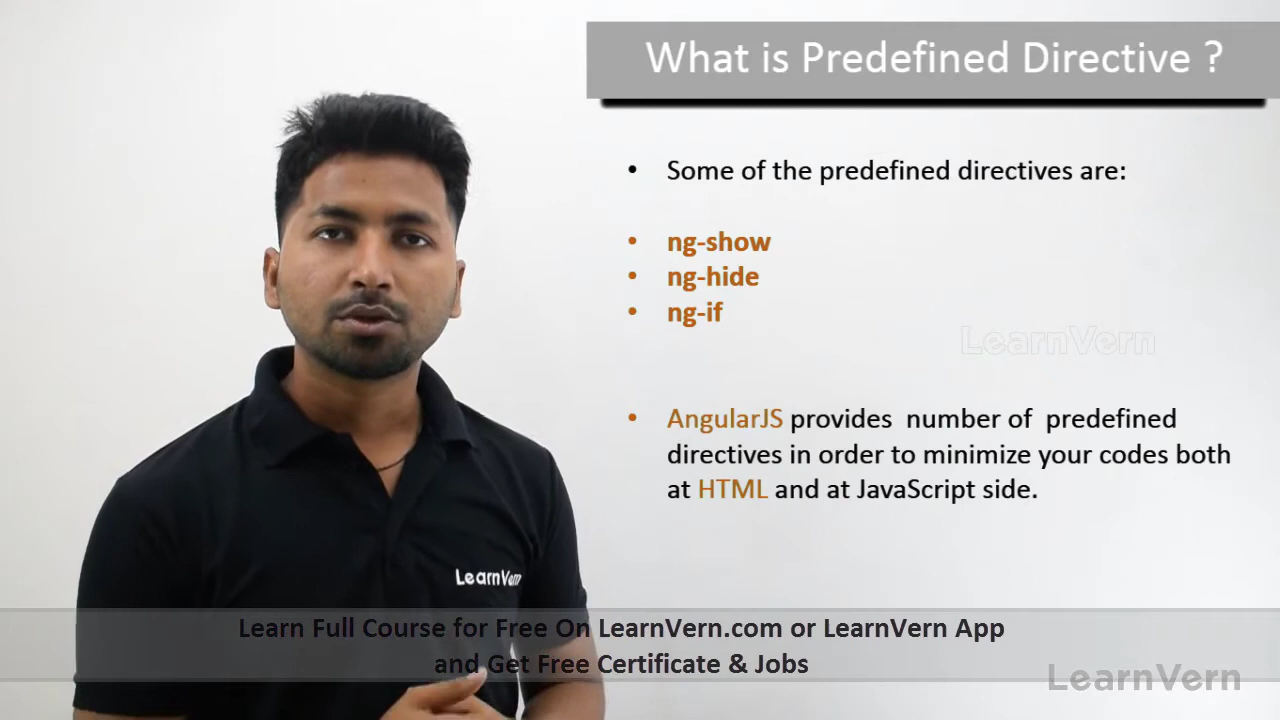 What is Predefined Directive ?
• Some of the predefined directives are:
• ng-show
• ng-hide
• ng-if
LearnVern
• AngularJS provides number of predefined
directives in order to minimize your codes both
at HTML and at JavaScript side.
LearnVern
Learn Full Course for Free On LearnVern.com or LearnVern App
and Get Free Certificate & Jobs
LearnVern